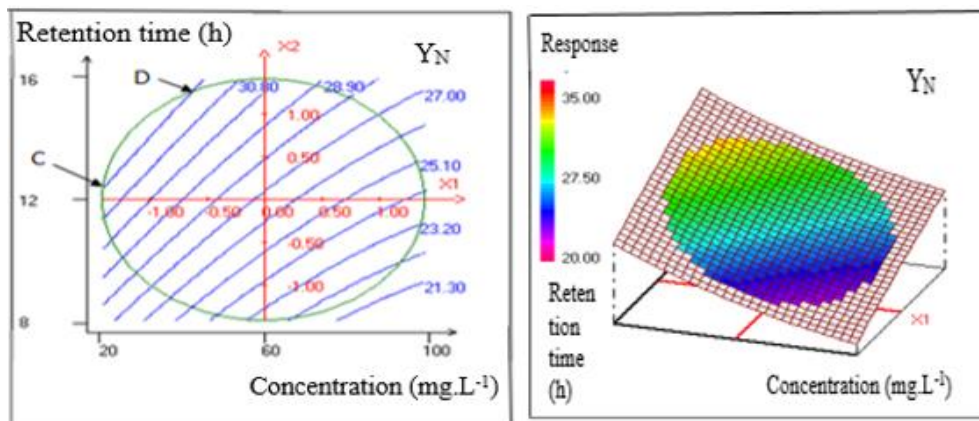 Retention time (h)
X2
Y_N
16
D
30.80
28.90
27.00
1.00
C
0.50
25.10
X1
12
-1.00
-0.50
0.00
0.50
1.00
-0.50
23.20
-1.00
21.30
8
20
60
100
Concentration (mg.L⁻¹)
Response
Y_N
35.00
27.50
20.00
Reten
tion
time
(h)
X1
Concentration (mg.L⁻¹)